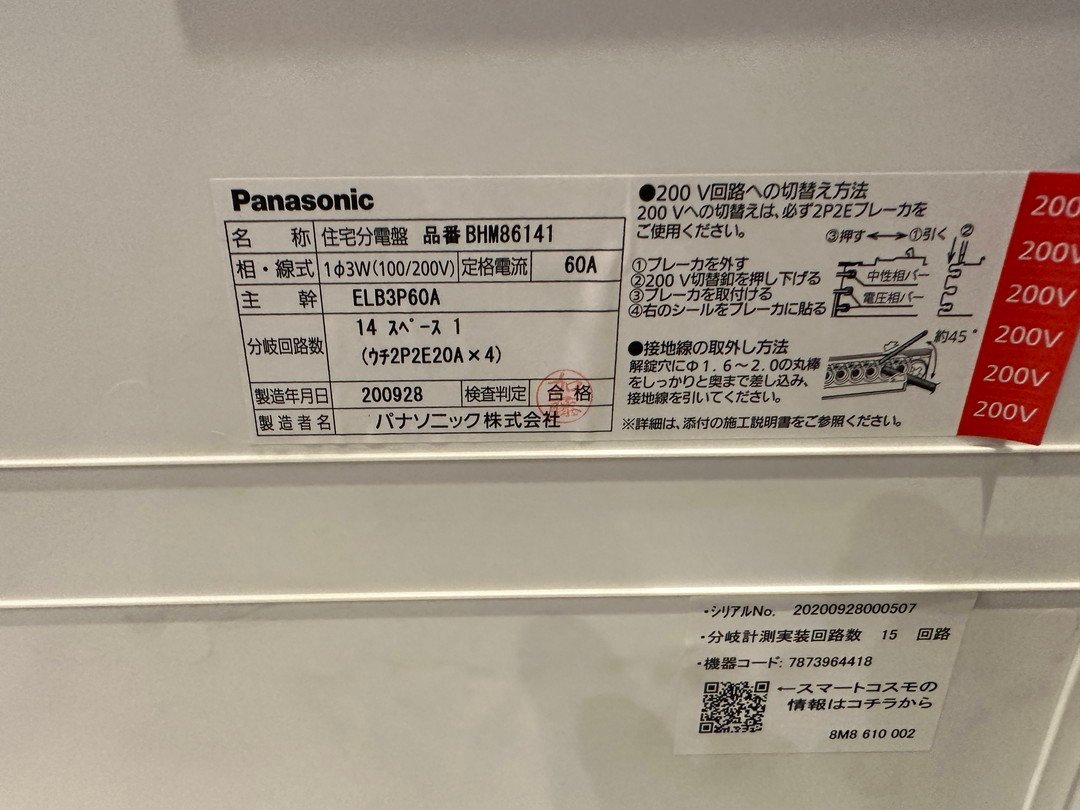 Panasonic
名 称 住宅分電盤 品番 BHM86141
相・線式 1φ3W(100/200V) 定格電流 60A
主 幹 ELB3P60A
分岐回路数 14 スペース 1
(ウチ2P2E20A×4)
製造年月日 200928 検査判定 合格
製造者名 パナソニック株式会社
●200 V回路への切替え方法
200 Vへの切替えは、必ず2P2Eブレーカを
ご使用ください。
③押す ①引く ②
①ブレーカを外す
②200 V切替釦を押し下げる
③ブレーカを取付ける
④右のシールをブレーカに貼る
中性相バー
電圧相バー
●接地線の取外し方法
解錠穴にΦ1.6～2.0の丸棒
をしっかりと奥まで差し込み、
接地線を引いてください。
約45°
※詳細は、添付の施工説明書をご参照ください。
200
200V
200V
200V
200V
200V
・シリアルNo. 20200928000507
・分岐計測実装回路数 15 回路
・機器コード: 7873964418
←スマートコスモの
情報はコチラから
8M8 610 002